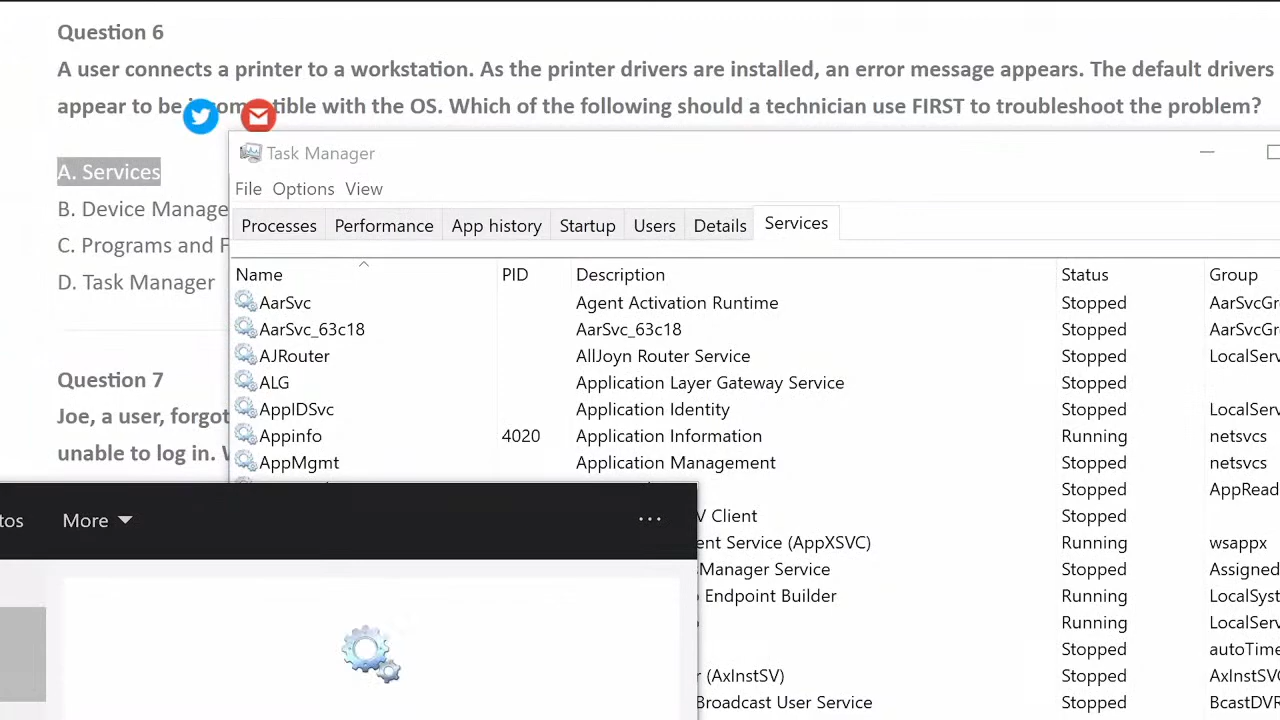 Question 6
A user connects a printer to a workstation. As the printer drivers are installed, an error message appears. The default drivers
appear to be with the OS. Which of the following should a technician use FIRST to troubleshoot the problem?
A. Services
B. Device Manage
C. Programs and F
D. Task Manager
Question 7
Joe, a user, forgot
unable to log in. W
Task Manager
File Options View
Processes Performance App history Startup Users Details Services
Name PID Description Status Group
AarSvc Agent Activation Runtime Stopped AarSvcGr
AarSvc_63c18 AarSvc_63c18 Stopped AarSvcGr
AJRouter AllJoyn Router Service Stopped LocalServ
ALG Application Layer Gateway Service Stopped
AppIDSvc Application Identity Stopped LocalServ
Appinfo 4020 Application Information Running netsvcs
AppMgmt Application Management Stopped netsvcs
Stopped AppRead
V Client Stopped
ent Service (AppXSVC) Running wsappx
Manager Service Stopped Assigned
Endpoint Builder Running LocalSyst
Running LocalServ
Stopped autoTime
r (AxInstSV) Stopped AxInstSVG
Broadcast User Service Stopped BcastDVR
tos More ...